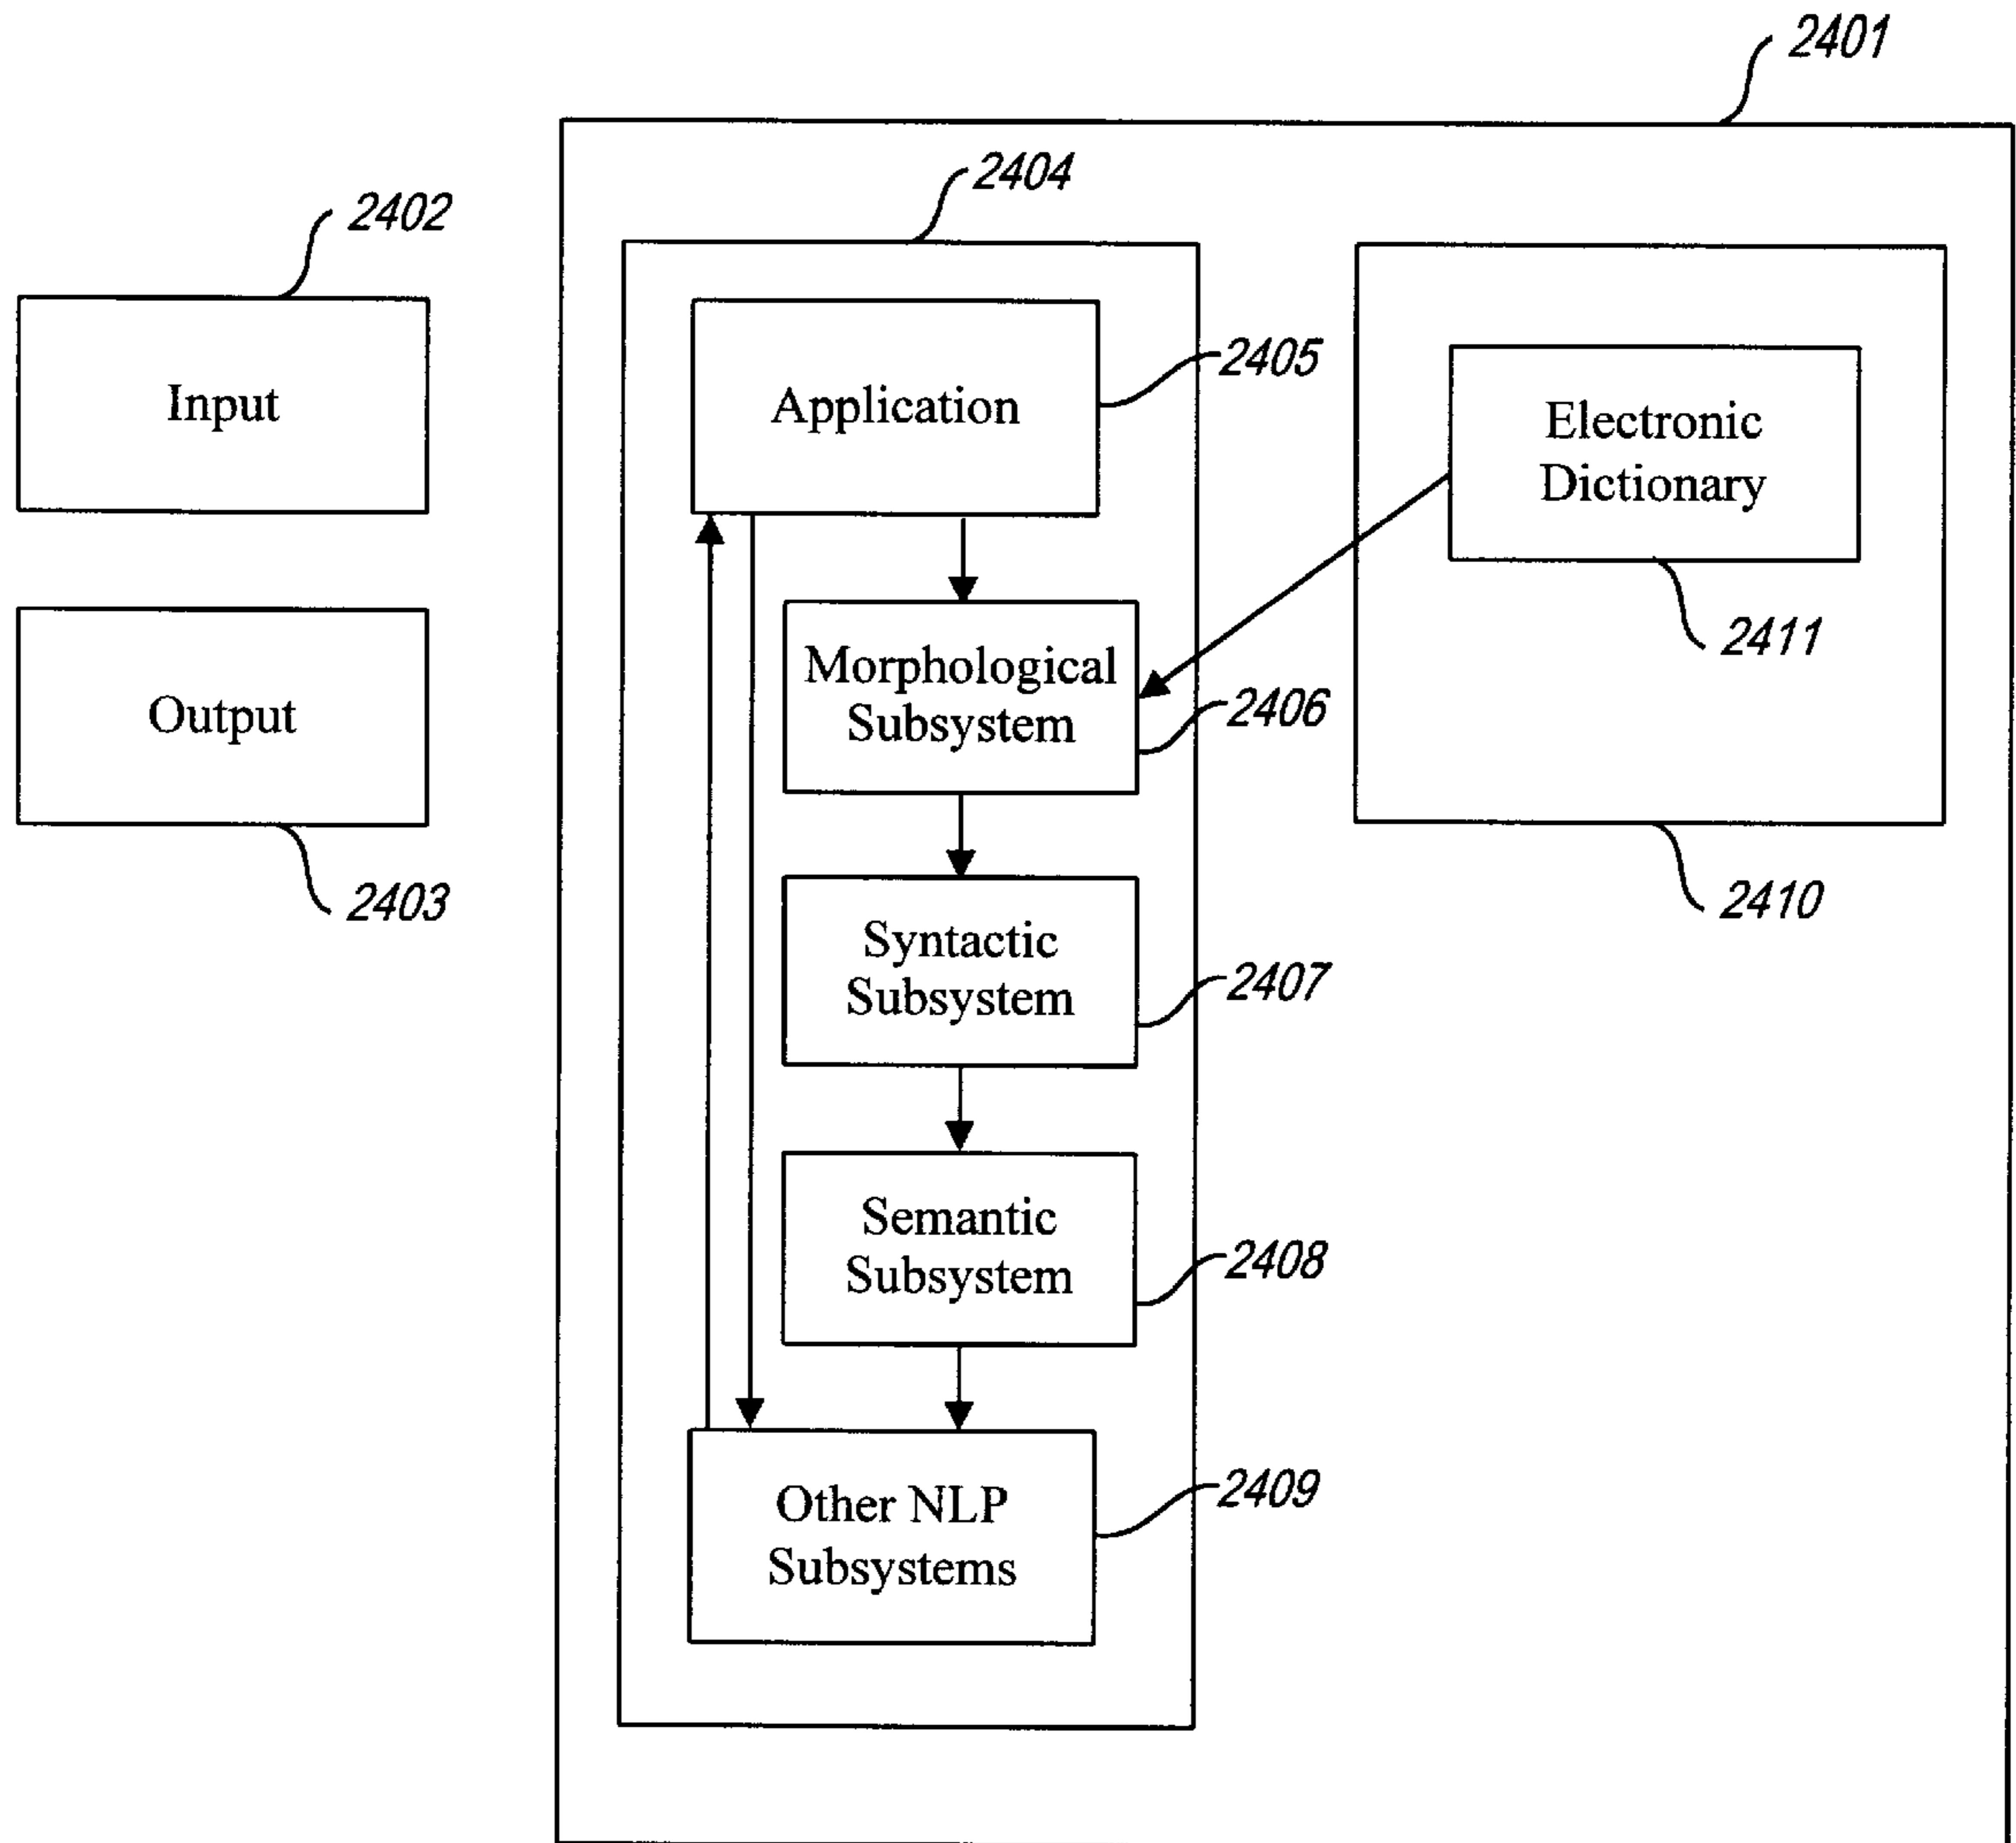 2401
2404
2402
Input
Application
2405
Electronic
Dictionary
2411
Output
2403
Morphological
Subsystem
2406
2410
Syntactic
Subsystem
2407
Semantic
Subsystem
2408
Other NLP
Subsystems
2409